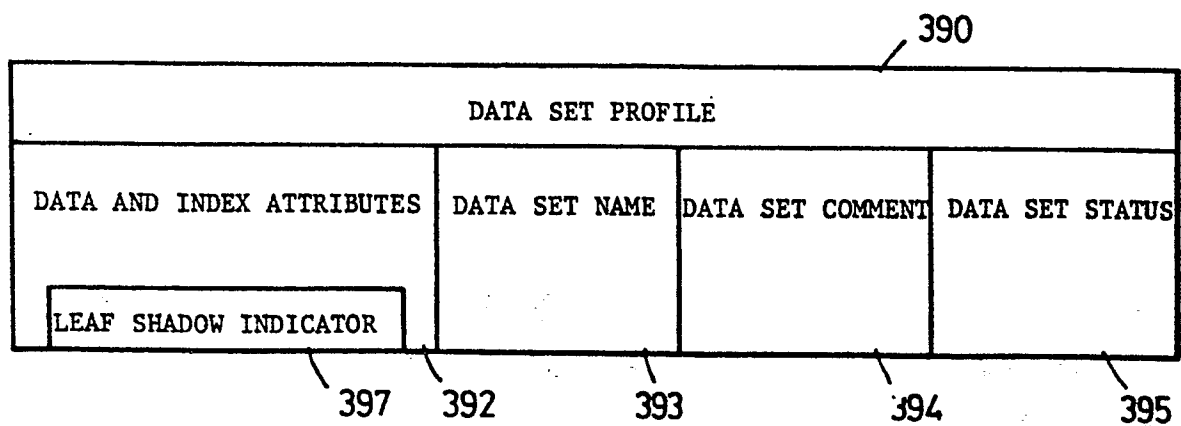 390
DATA SET PROFILE
DATA AND INDEX ATTRIBUTES
DATA SET NAME
DATA SET COMMENT
DATA SET STATUS
LEAF SHADOW INDICATOR
397
392
393
394
395